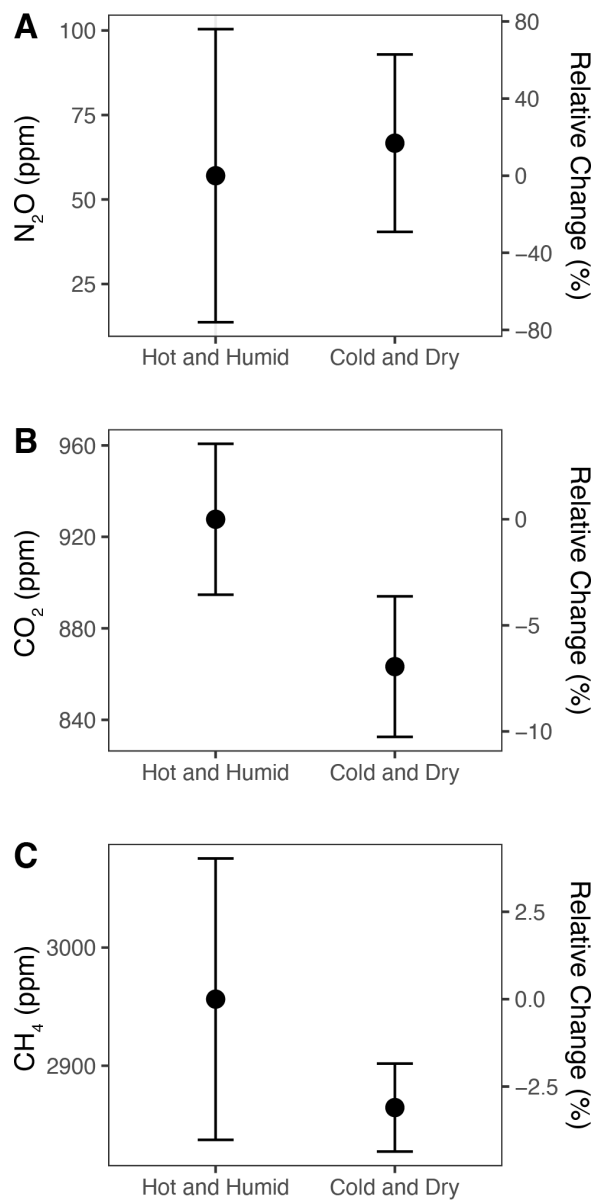 A
N₂O (ppm)
100
75
50
25
80
40
0
−40
−80
Relative Change (%)
Hot and Humid
Cold and Dry
B
CO₂ (ppm)
960
920
880
840
0
−5
−10
Relative Change (%)
Hot and Humid
Cold and Dry
C
CH₄ (ppm)
3000
2900
2.5
0.0
−2.5
Relative Change (%)
Hot and Humid
Cold and Dry